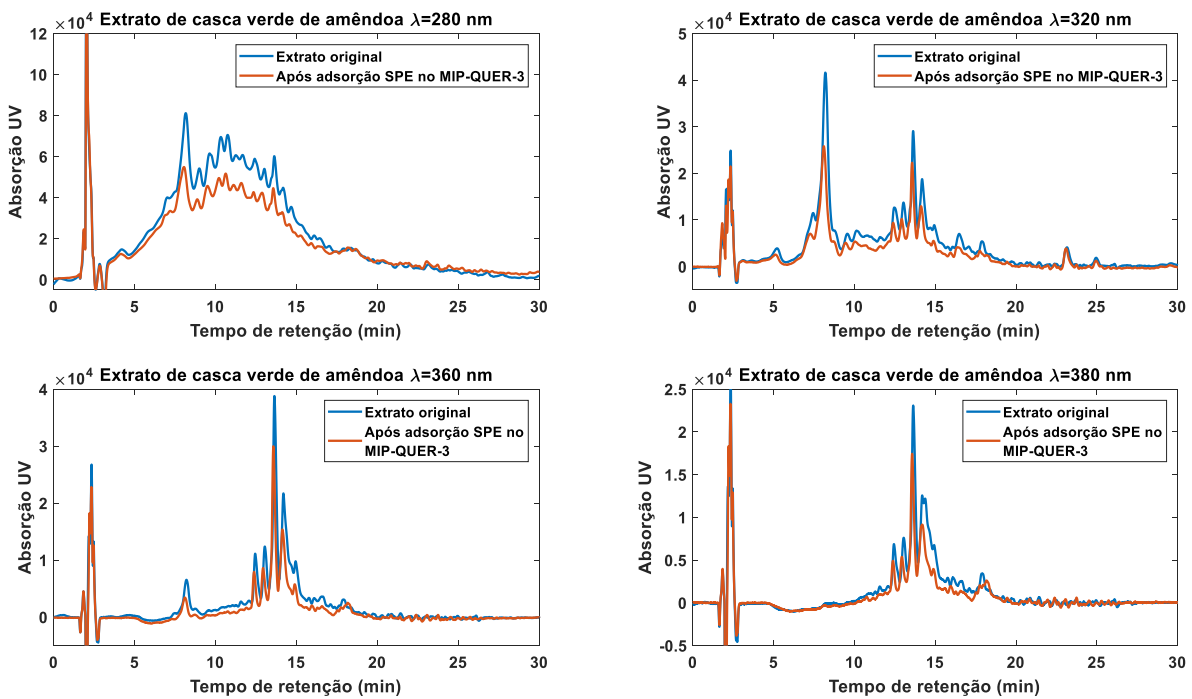 ×10⁴ Extrato de casca verde de amêndoa λ=280 nm
12
10
8
6
4
2
0
Absorção UV
Extrato original
Após adsorção SPE no MIP-QUER-3
0 5 10 15 20 25 30
Tempo de retenção (min)
×10⁴ Extrato de casca verde de amêndoa λ=320 nm
5
4
3
2
1
0
Absorção UV
Extrato original
Após adsorção SPE no MIP-QUER-3
0 5 10 15 20 25 30
Tempo de retenção (min)
×10⁴ Extrato de casca verde de amêndoa λ=360 nm
4
3
2
1
0
Absorção UV
Extrato original
Após adsorção SPE no
MIP-QUER-3
0 5 10 15 20 25 30
Tempo de retenção (min)
×10⁴ Extrato de casca verde de amêndoa λ=380 nm
2.5
2
1.5
1
0.5
0
-0.5
Absorção UV
Extrato original
Após adsorção SPE no
MIP-QUER-3
0 5 10 15 20 25 30
Tempo de retenção (min)